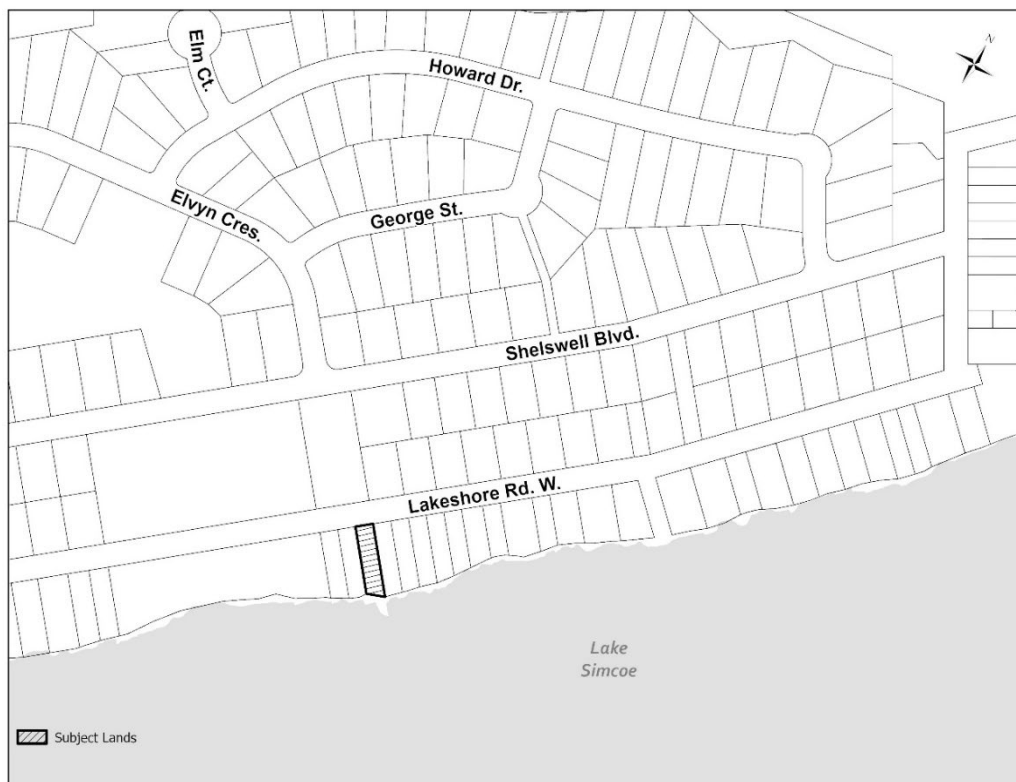 Elm Ct.
Howard Dr.
N
Elvyn Cres.
George St.
Shelswell Blvd.
Lakeshore Rd. W.
Lake
Simcoe
Subject Lands